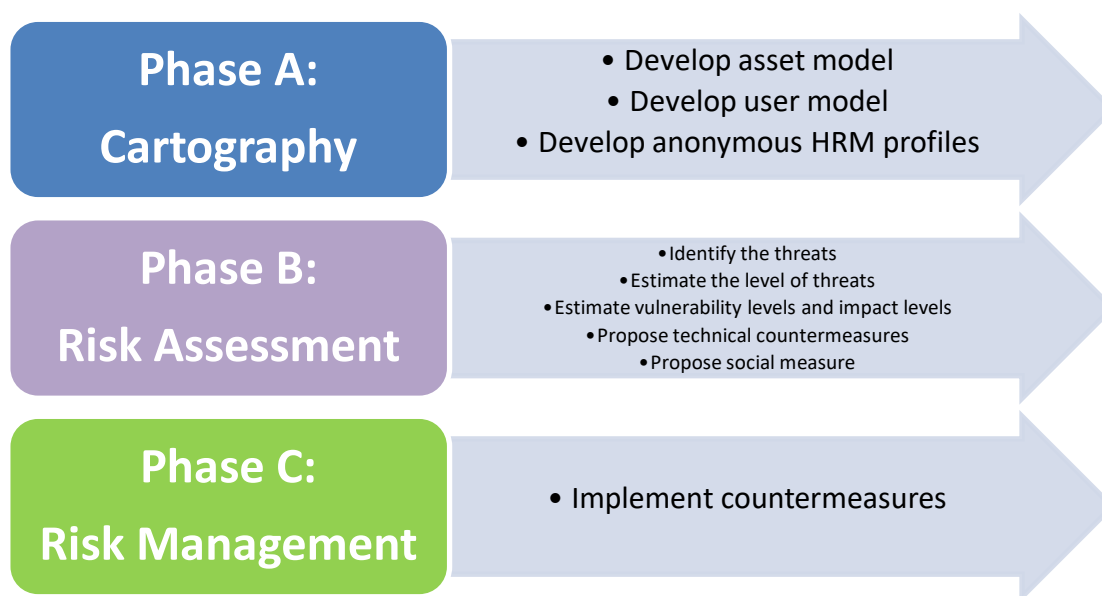 Phase A:
Cartography
• Develop asset model
• Develop user model
• Develop anonymous HRM profiles
Phase B:
Risk Assessment
•Identify the threats
•Estimate the level of threats
•Estimate vulnerability levels and impact levels
•Propose technical countermeasures
•Propose social measure
Phase C:
Risk Management
• Implement countermeasures